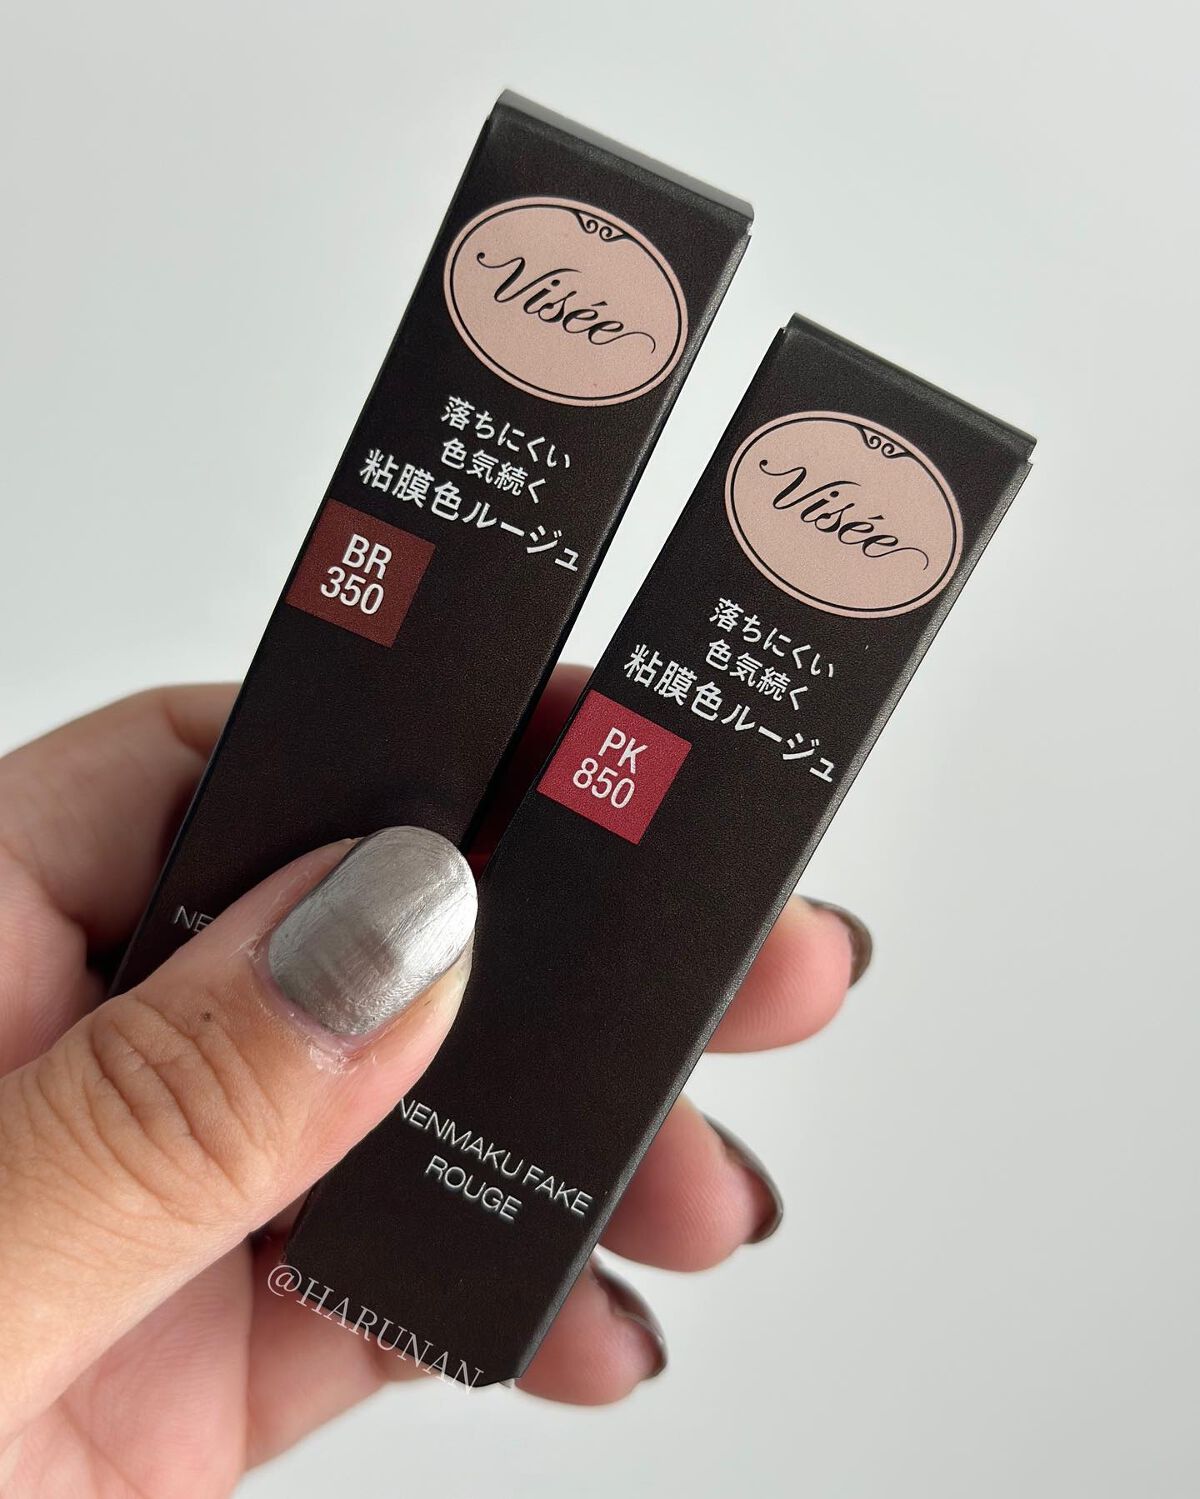 Visée
落ちにくい
色気続く
粘膜色ルージュ
BR
350
Visée
落ちにくい
色気続く
粘膜色ルージュ
PK
850
NENMAKU FAKE
ROUGE
@HARUNAN